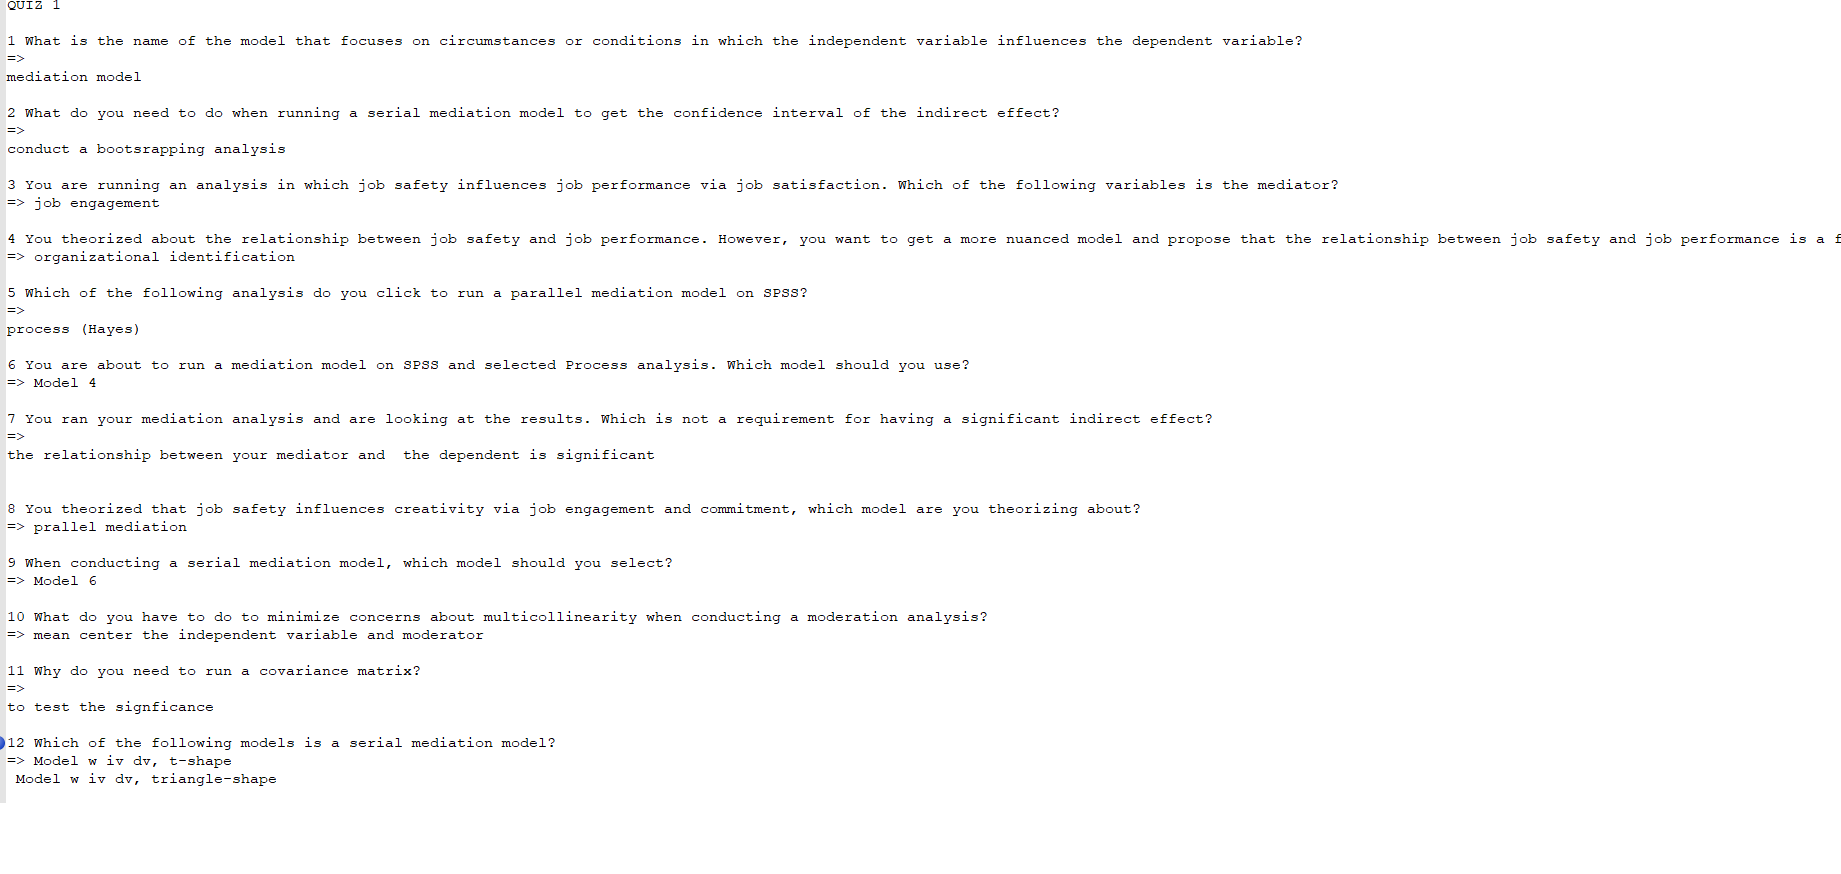 QUIZ 1
1 What is the name of the model that focuses on circumstances or conditions in which the independent variable influences the dependent variable?
=>
mediation model
2 What do you need to do when running a serial mediation model to get the confidence interval of the indirect effect?
=>
conduct a bootsrapping analysis
3 You are running an analysis in which job safety influences job performance via job satisfaction. Which of the following variables is the mediator?
=> job engagement
4 You theorized about the relationship between job safety and job performance. However, you want to get a more nuanced model and propose that the relationship between job safety and job performance is a f
=> organizational identification
5 Which of the following analysis do you click to run a parallel mediation model on SPSS?
=>
process (Hayes)
6 You are about to run a mediation model on SPSS and selected Process analysis. Which model should you use?
=> Model 4
7 You ran your mediation analysis and are looking at the results. Which is not a requirement for having a significant indirect effect?
=>
the relationship between your mediator and  the dependent is significant
8 You theorized that job safety influences creativity via job engagement and commitment, which model are you theorizing about?
=> prallel mediation
9 When conducting a serial mediation model, which model should you select?
=> Model 6
10 What do you have to do to minimize concerns about multicollinearity when conducting a moderation analysis?
=> mean center the independent variable and moderator
11 Why do you need to run a covariance matrix?
=>
to test the signficance
12 Which of the following models is a serial mediation model?
=> Model w iv dv, t-shape
Model w iv dv, triangle-shape